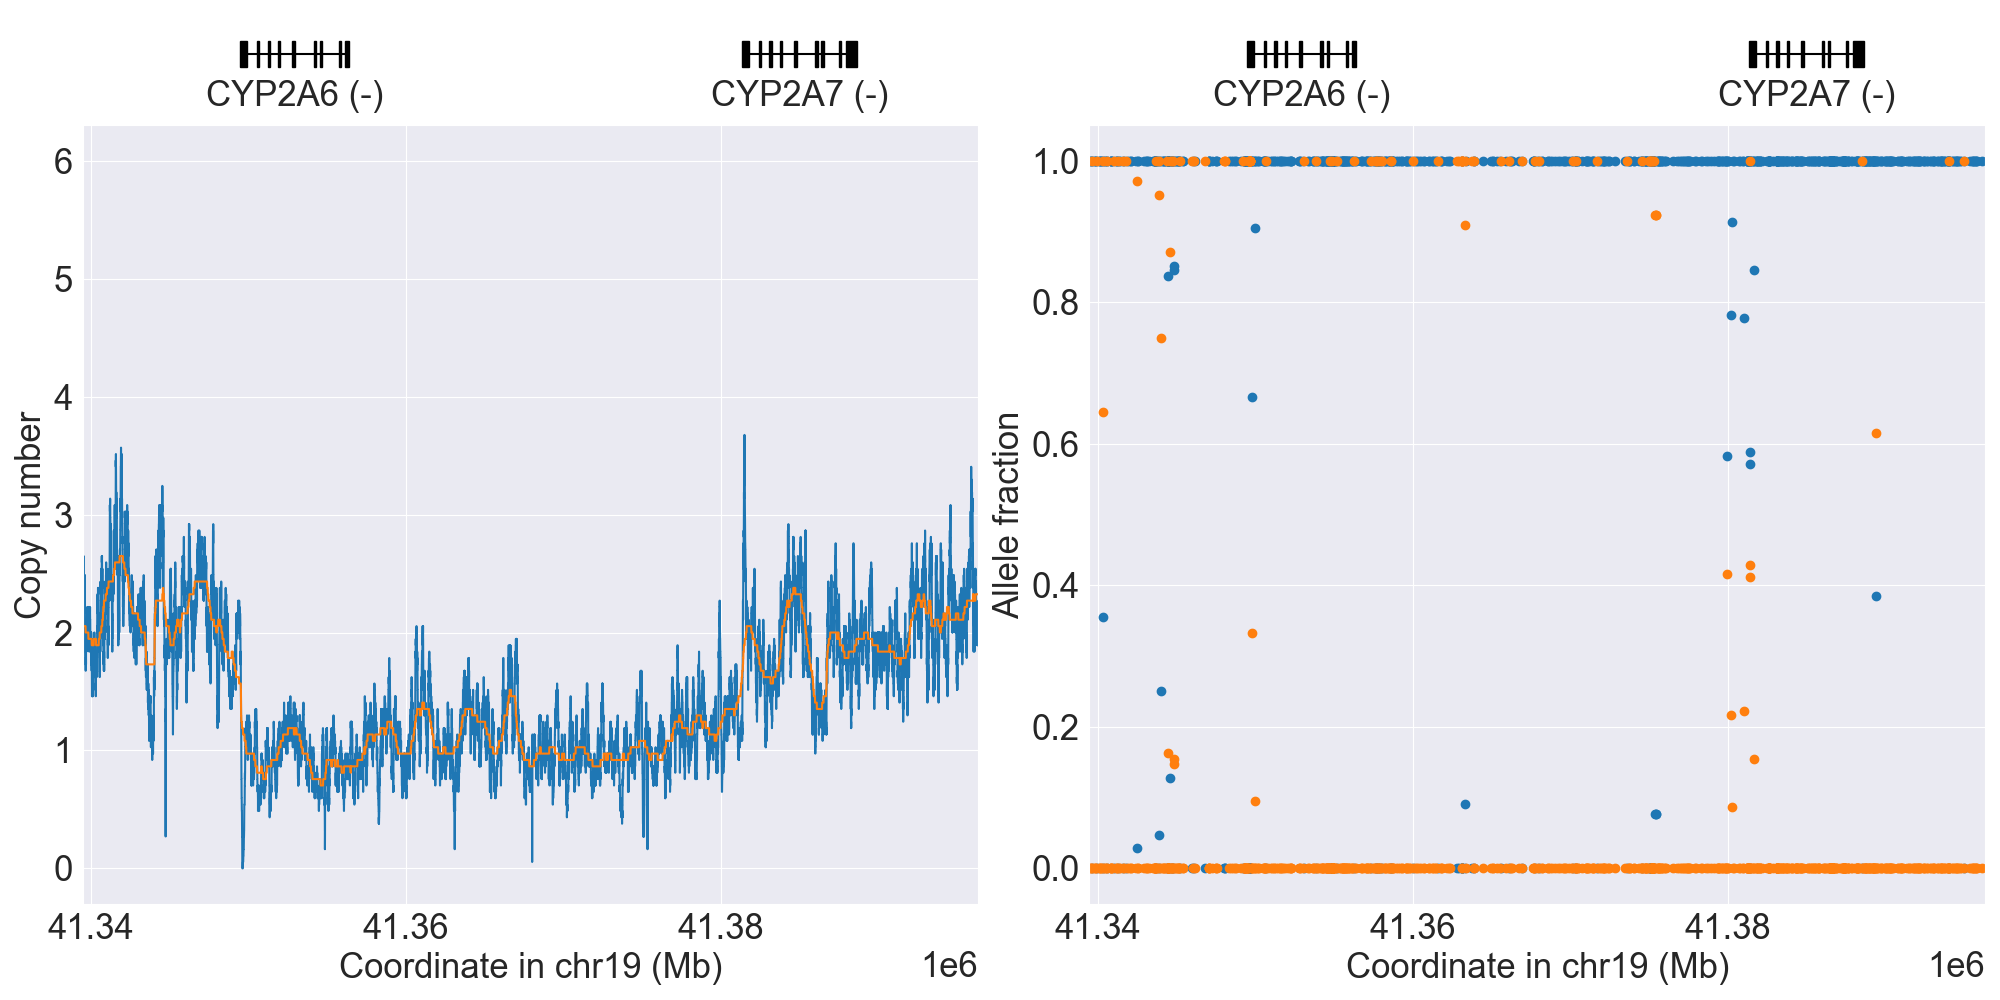 CYP2A6 (-)
CYP2A7 (-)
6
5
4
3
2
1
0
Copy number
41.34
41.36
41.38
Coordinate in chr19 (Mb)
1e6
CYP2A6 (-)
CYP2A7 (-)
1.0
0.8
0.6
0.4
0.2
0.0
Allele fraction
41.34
41.36
41.38
Coordinate in chr19 (Mb)
1e6